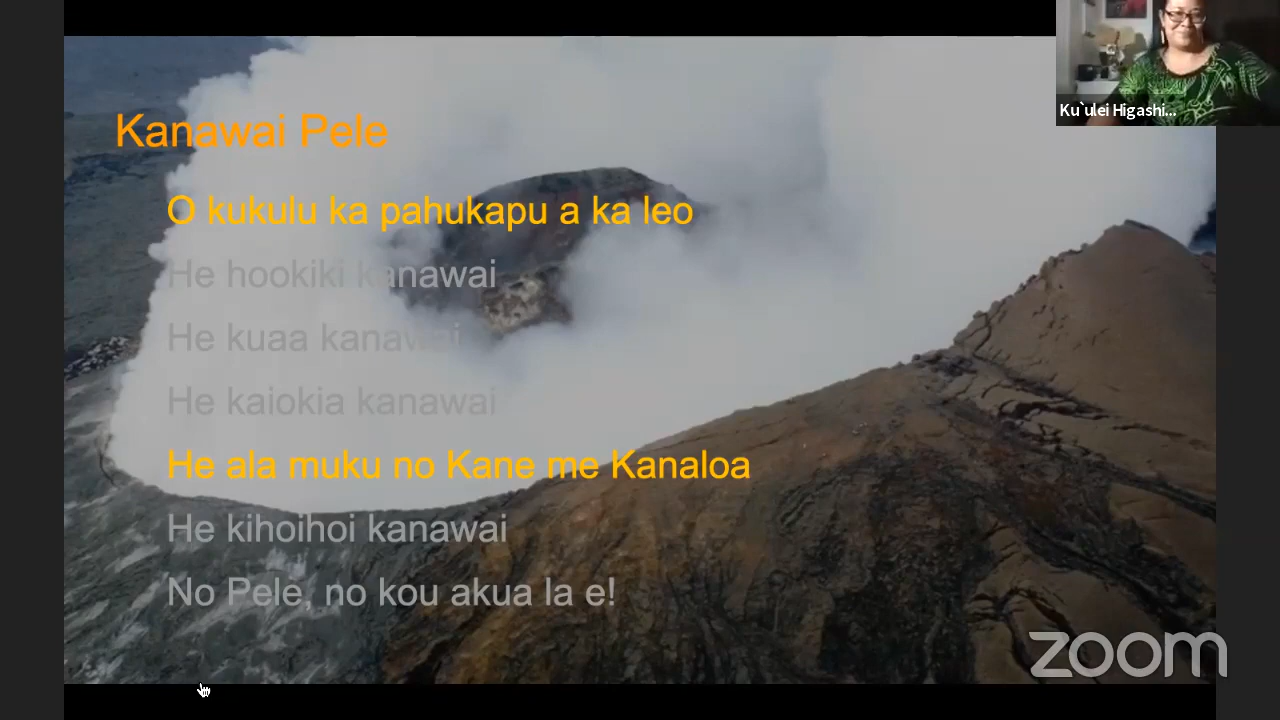 Ku`ulei Higashi...
Kanawai Pele
O kukulu ka pahukapu a ka leo
He hookiki kanawai
He kuaa kanawai
He kaiokia kanawai
He ala muku no Kane me Kanaloa
He kihoihoi kanawai
No Pele, no kou akua la e!
zoom